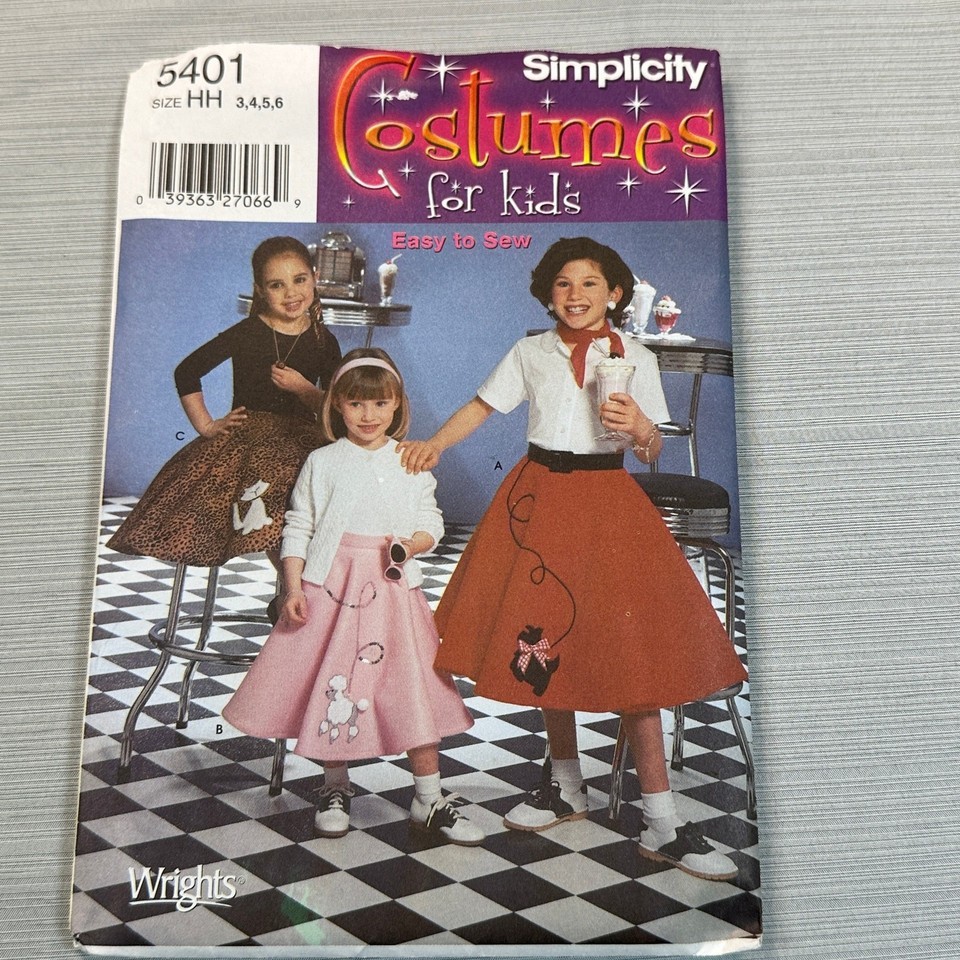 5401
SIZE HH 3,4,5,6
0 39363 27066 9
Simplicity
Costumes
for kids
Easy to Sew
C
A
B
Wrights®